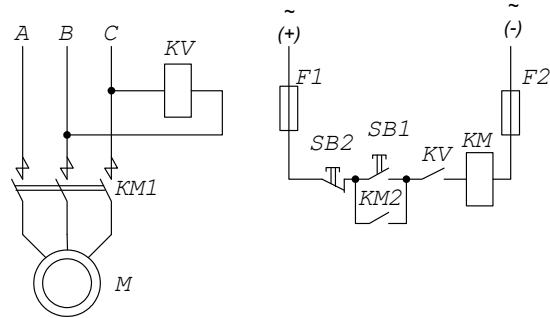 ~ ~
(+) (-)
A B C KV
F1 F2
SB2 SB1 KV KM
KM1 KM2
M